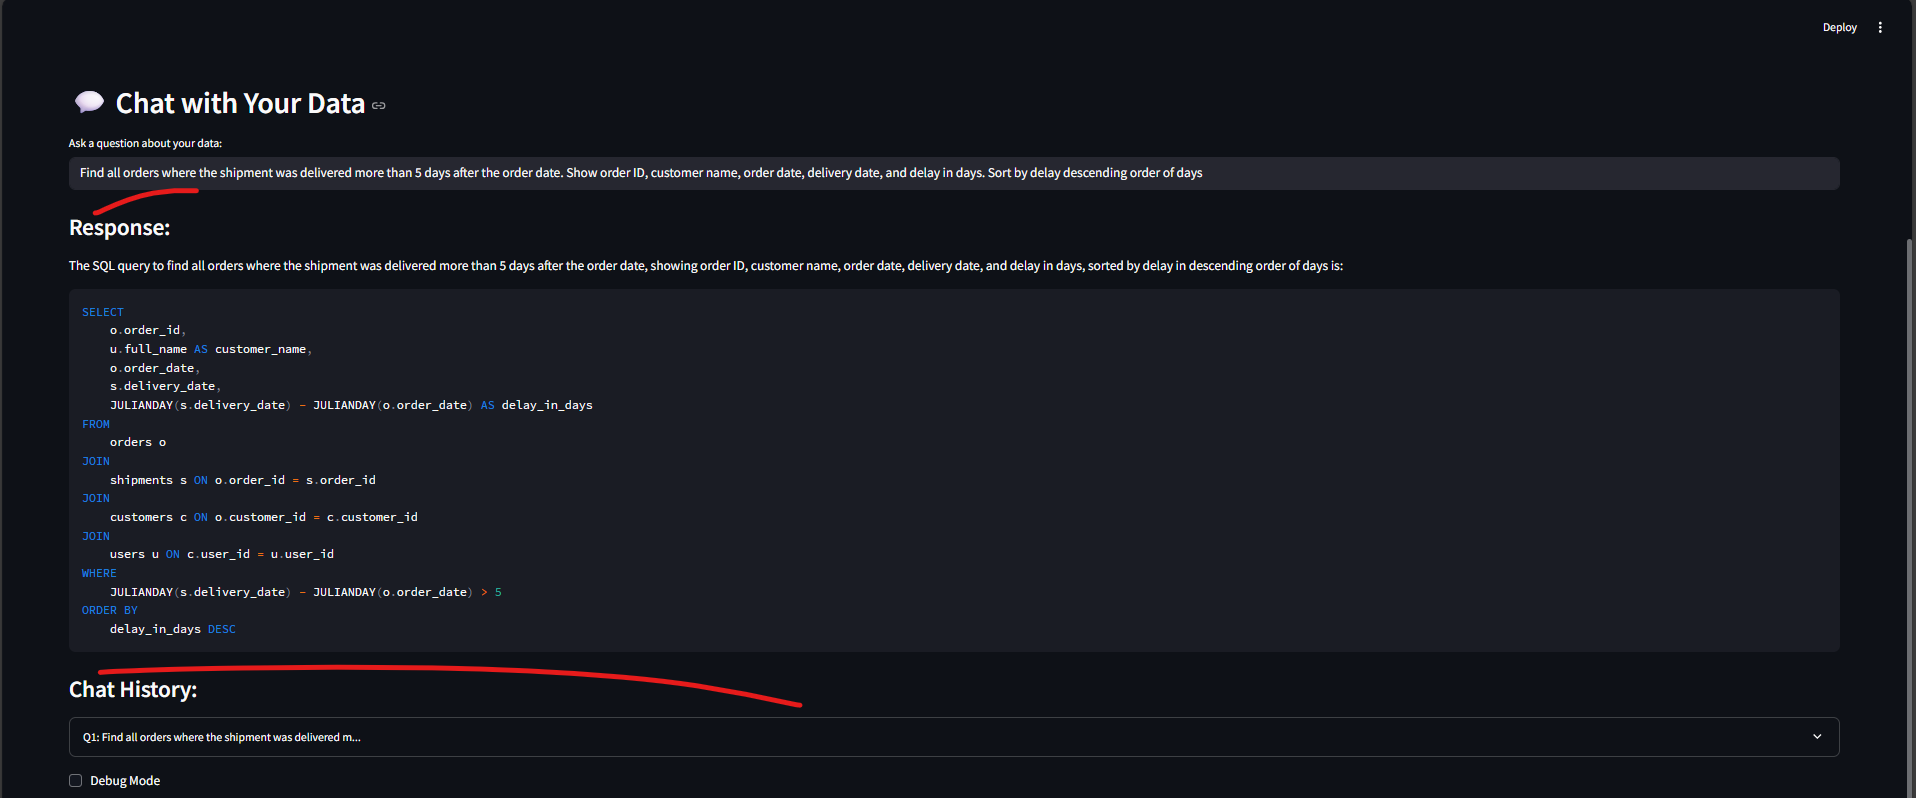 Deploy
Chat with Your Data
Ask a question about your data:
Find all orders where the shipment was delivered more than 5 days after the order date. Show order ID, customer name, order date, delivery date, and delay in days. Sort by delay descending order of days
Response:
The SQL query to find all orders where the shipment was delivered more than 5 days after the order date, showing order ID, customer name, order date, delivery date, and delay in days, sorted by delay in descending order of days is:
SELECT
    o.order_id,
    u.full_name AS customer_name,
    o.order_date,
    s.delivery_date,
    JULIANDAY(s.delivery_date) - JULIANDAY(o.order_date) AS delay_in_days
FROM
    orders o
JOIN
    shipments s ON o.order_id = s.order_id
JOIN
    customers c ON o.customer_id = c.customer_id
JOIN
    users u ON c.user_id = u.user_id
WHERE
    JULIANDAY(s.delivery_date) - JULIANDAY(o.order_date) > 5
ORDER BY
    delay_in_days DESC
Chat History:
Q1: Find all orders where the shipment was delivered m...
Debug Mode